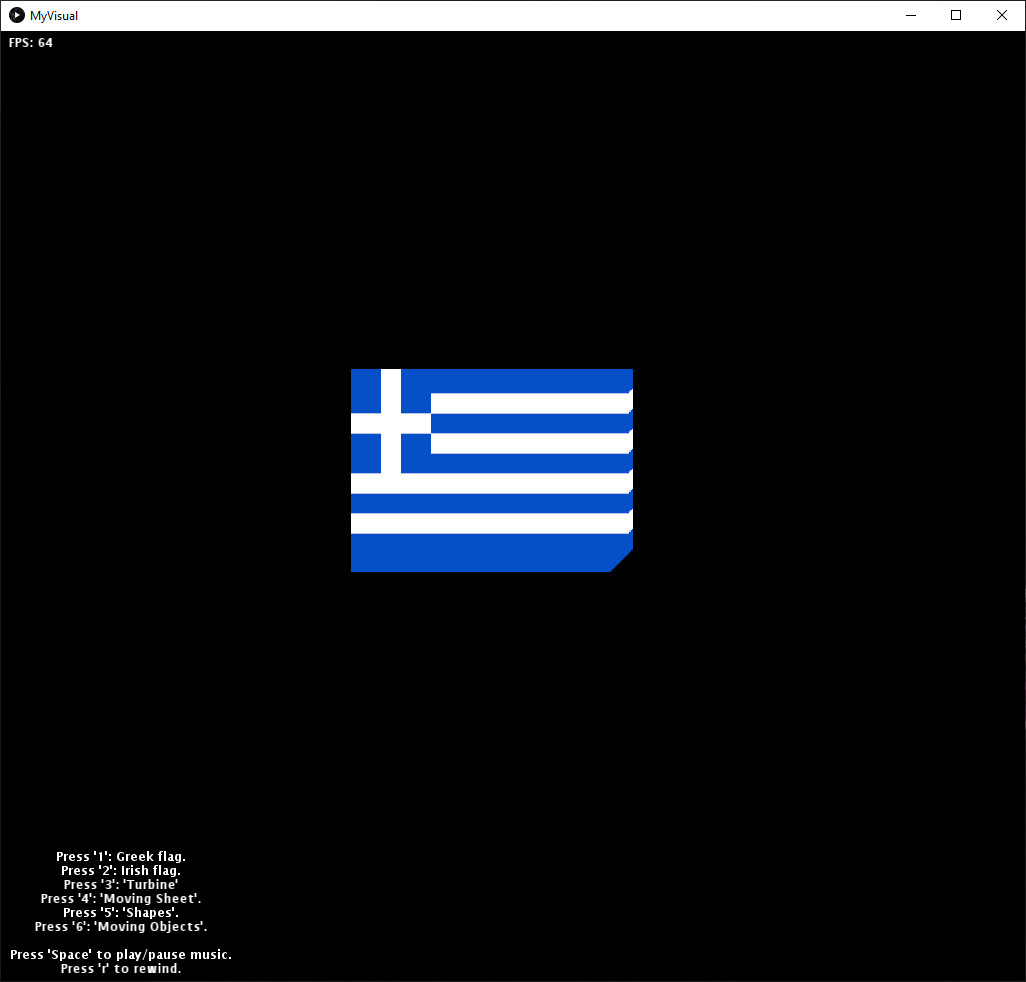 MyVisual
FPS: 64
Press '1': Greek flag.
Press '2': Irish flag.
Press '3': 'Turbine'
Press '4': 'Moving Sheet'.
Press '5': 'Shapes'.
Press '6': 'Moving Objects'.
Press 'Space' to play/pause music.
Press 'r' to rewind.